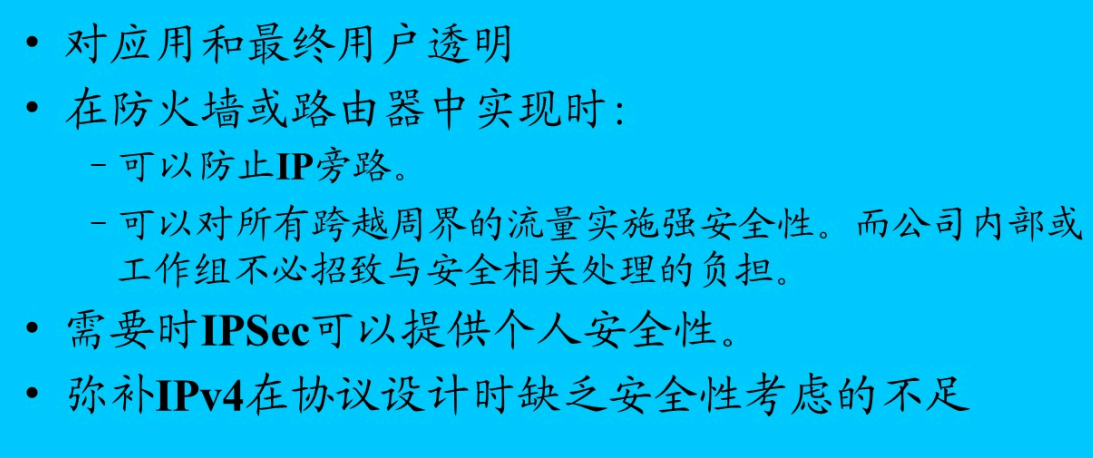 • 对应用和最终用户透明
• 在防火墙或路由器中实现时:
– 可以防止IP旁路。
– 可以对所有跨越周界的流量实施强安全性。而公司内部或
工作组不必招致与安全相关处理的负担。
• 需要时IPSec可以提供个人安全性。
• 弥补IPv4在协议设计时缺乏安全性考虑的不足